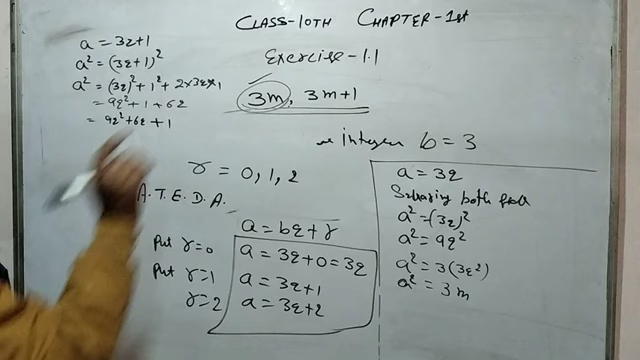 CLASS-10TH CHAPTER-1st
Exercise-1.1
3m, 3m+1
a = 3q+1
a² = (3q+1)²
a² = (3q)²+1²+2×3q×1
= 9q²+1+6q
= 9q²+6q+1
integer b = 3
r = 0, 1, 2
A.T.E.D.A.
a = bq+r
Put r=0 a = 3q+0=3q
Put r=1 a = 3q+1
r=2 a = 3q+2
a = 3q
Squaring both
a² = (3q)²
a² = 9q²
a² = 3(3q²)
a² = 3m